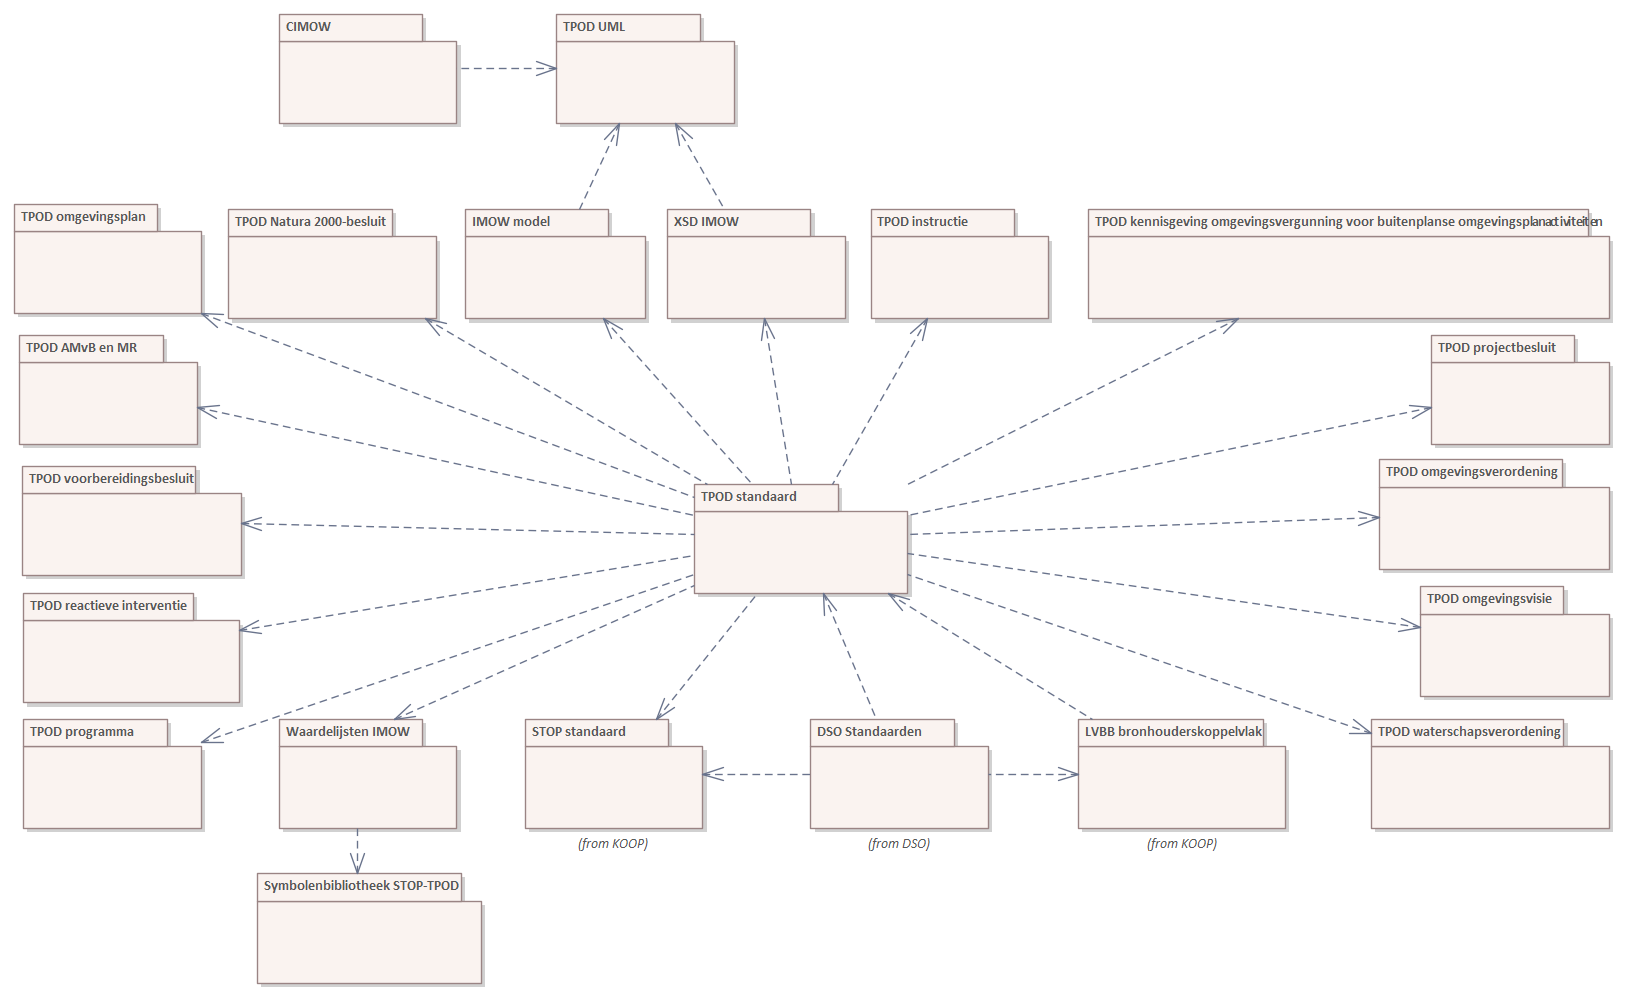 CIMOW
TPOD UML
TPOD omgevingsplan
TPOD Natura 2000-besluit
IMOW model
XSD IMOW
TPOD instructie
TPOD kennisgeving omgevingsvergunning voor buitenplanse omgevingsplanactiviteiten
TPOD AMvB en MR
TPOD projectbesluit
TPOD voorbereidingsbesluit
TPOD standaard
TPOD omgevingsverordening
TPOD reactieve interventie
TPOD omgevingsvisie
TPOD programma
Waardelijsten IMOW
STOP standaard
DSO Standaarden
LVBB bronhouderskoppelvlak
TPOD waterschapsverordening
(from KOOP)
(from DSO)
(from KOOP)
Symbolenbibliotheek STOP-TPOD